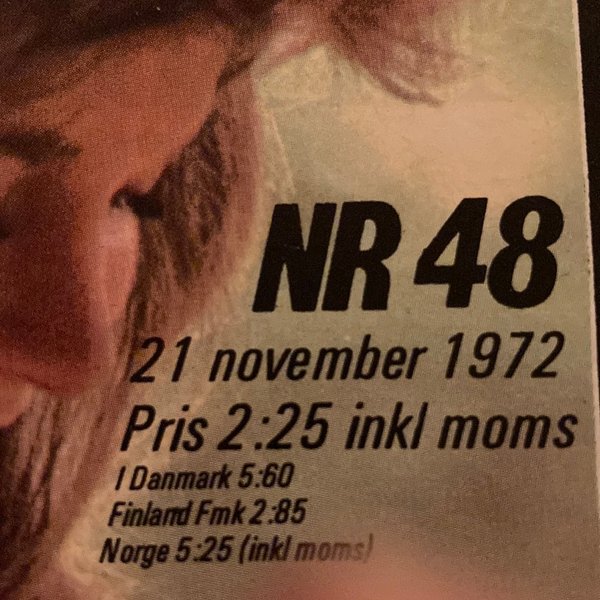 NR 48
21 november 1972
Pris 2:25 inkl moms
I Danmark 5:60
Finland Fmk 2:85
Norge 5:25 (inkl moms)